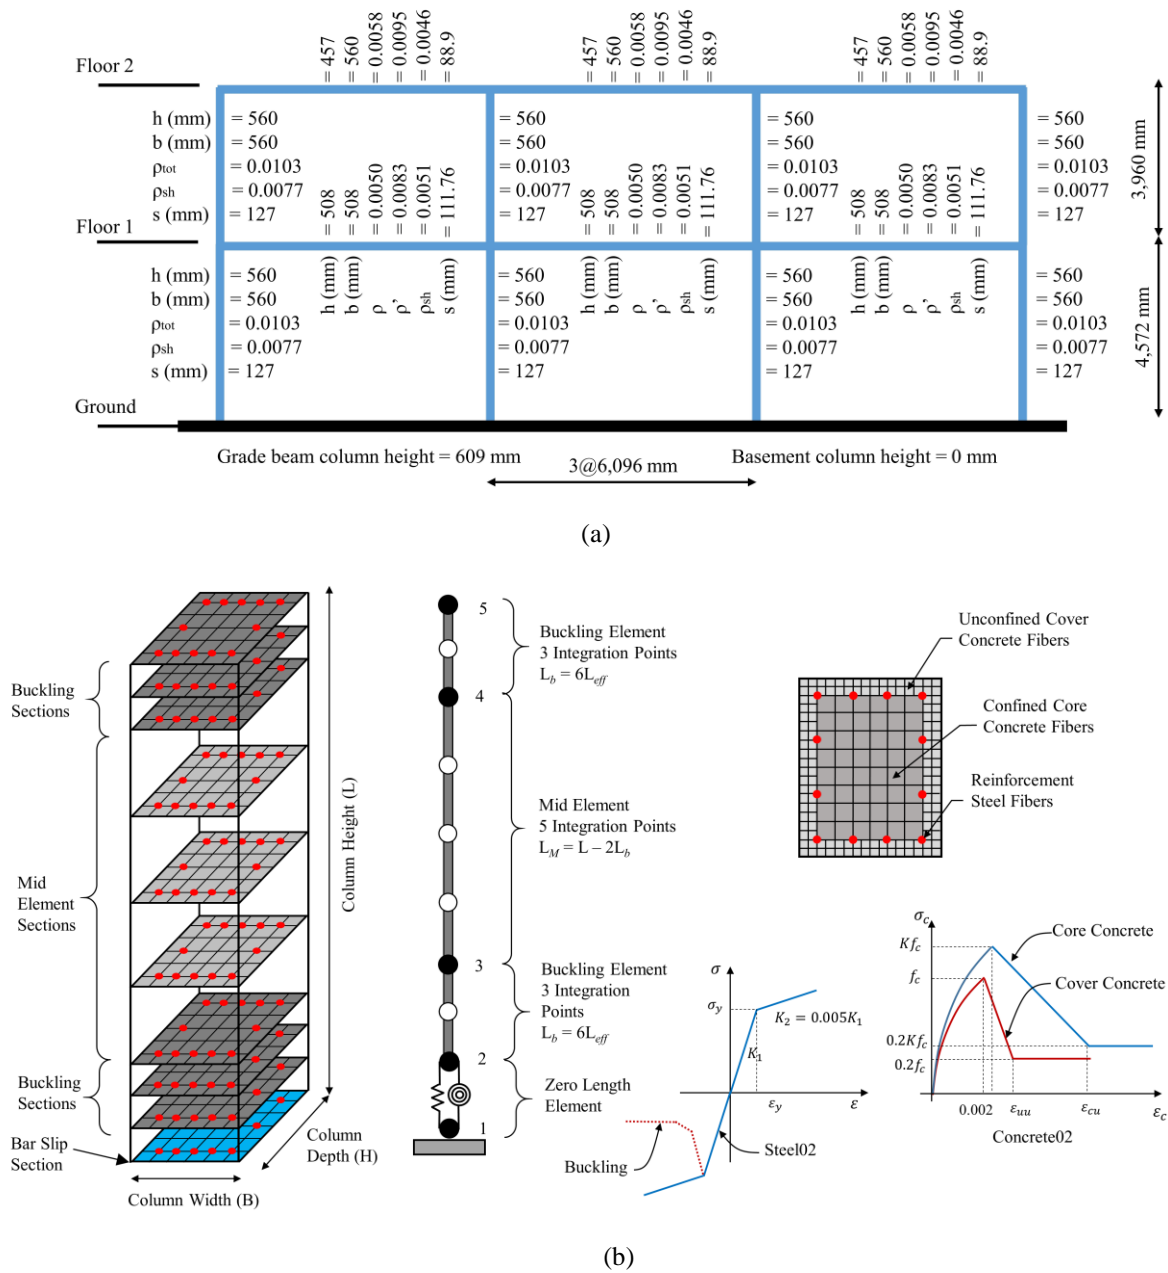 Floor 2
= 457
= 560
= 0.0058
= 0.0095
= 0.0046
= 88.9
= 457
= 560
= 0.0058
= 0.0095
= 0.0046
= 88.9
= 457
= 560
= 0.0058
= 0.0095
= 0.0046
= 88.9
h (mm) = 560 = 560 = 560 = 560
b (mm) = 560 = 560 = 560 = 560
ρtot = 0.0103 = 0.0103 = 0.0103 = 0.0103
ρsh = 0.0077 = 0.0077 = 0.0077 = 0.0077
s (mm) = 127 = 127 = 127 = 127
3,960 mm
Floor 1
h (mm) = 508
b (mm) = 508
ρ = 0.0050
ρ’ = 0.0083
ρsh = 0.0051
s (mm) = 111.76
h (mm) = 508
b (mm) = 508
ρ = 0.0050
ρ’ = 0.0083
ρsh = 0.0051
s (mm) = 111.76
h (mm) = 508
b (mm) = 508
ρ = 0.0050
ρ’ = 0.0083
ρsh = 0.0051
s (mm) = 111.76
h (mm) = 560 = 560 = 560 = 560
b (mm) = 560 = 560 = 560 = 560
ρtot = 0.0103 = 0.0103 = 0.0103 = 0.0103
ρsh = 0.0077 = 0.0077 = 0.0077 = 0.0077
s (mm) = 127 = 127 = 127 = 127
4,572 mm
Ground
Grade beam column height = 609 mm
3@6,096 mm
Basement column height = 0 mm
(a)
Buckling
Sections
Mid
Element
Sections
Buckling
Sections
Bar Slip
Section
Column Width (B)
Column
Depth (H)
Column Height (L)
5
4
3
2
1
Buckling Element
3 Integration Points
Lb = 6Leff
Mid Element
5 Integration Points
LM = L – 2Lb
Buckling Element
3 Integration
Points
Lb = 6Leff
Zero Length
Element
Unconfined Cover
Concrete Fibers
Confined Core
Concrete Fibers
Reinforcement
Steel Fibers
σ
σy
K2 = 0.005K1
K1
εy
ε
Buckling
Steel02
σc
Kfc
fc
0.2Kfc
0.2fc
Core Concrete
Cover Concrete
0.002
εuu
εcu
εc
Concrete02
(b)